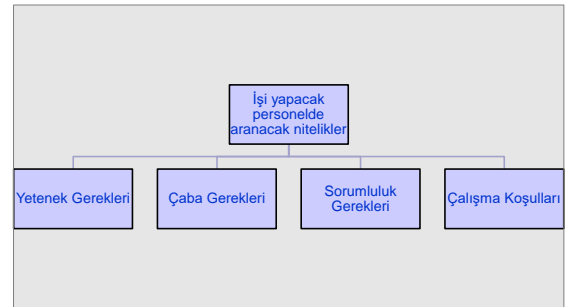 İşi yapacak
personelde
aranacak nitelikler
Yetenek Gerekleri
Çaba Gerekleri
Sorumluluk
Gerekleri
Çalışma Koşulları